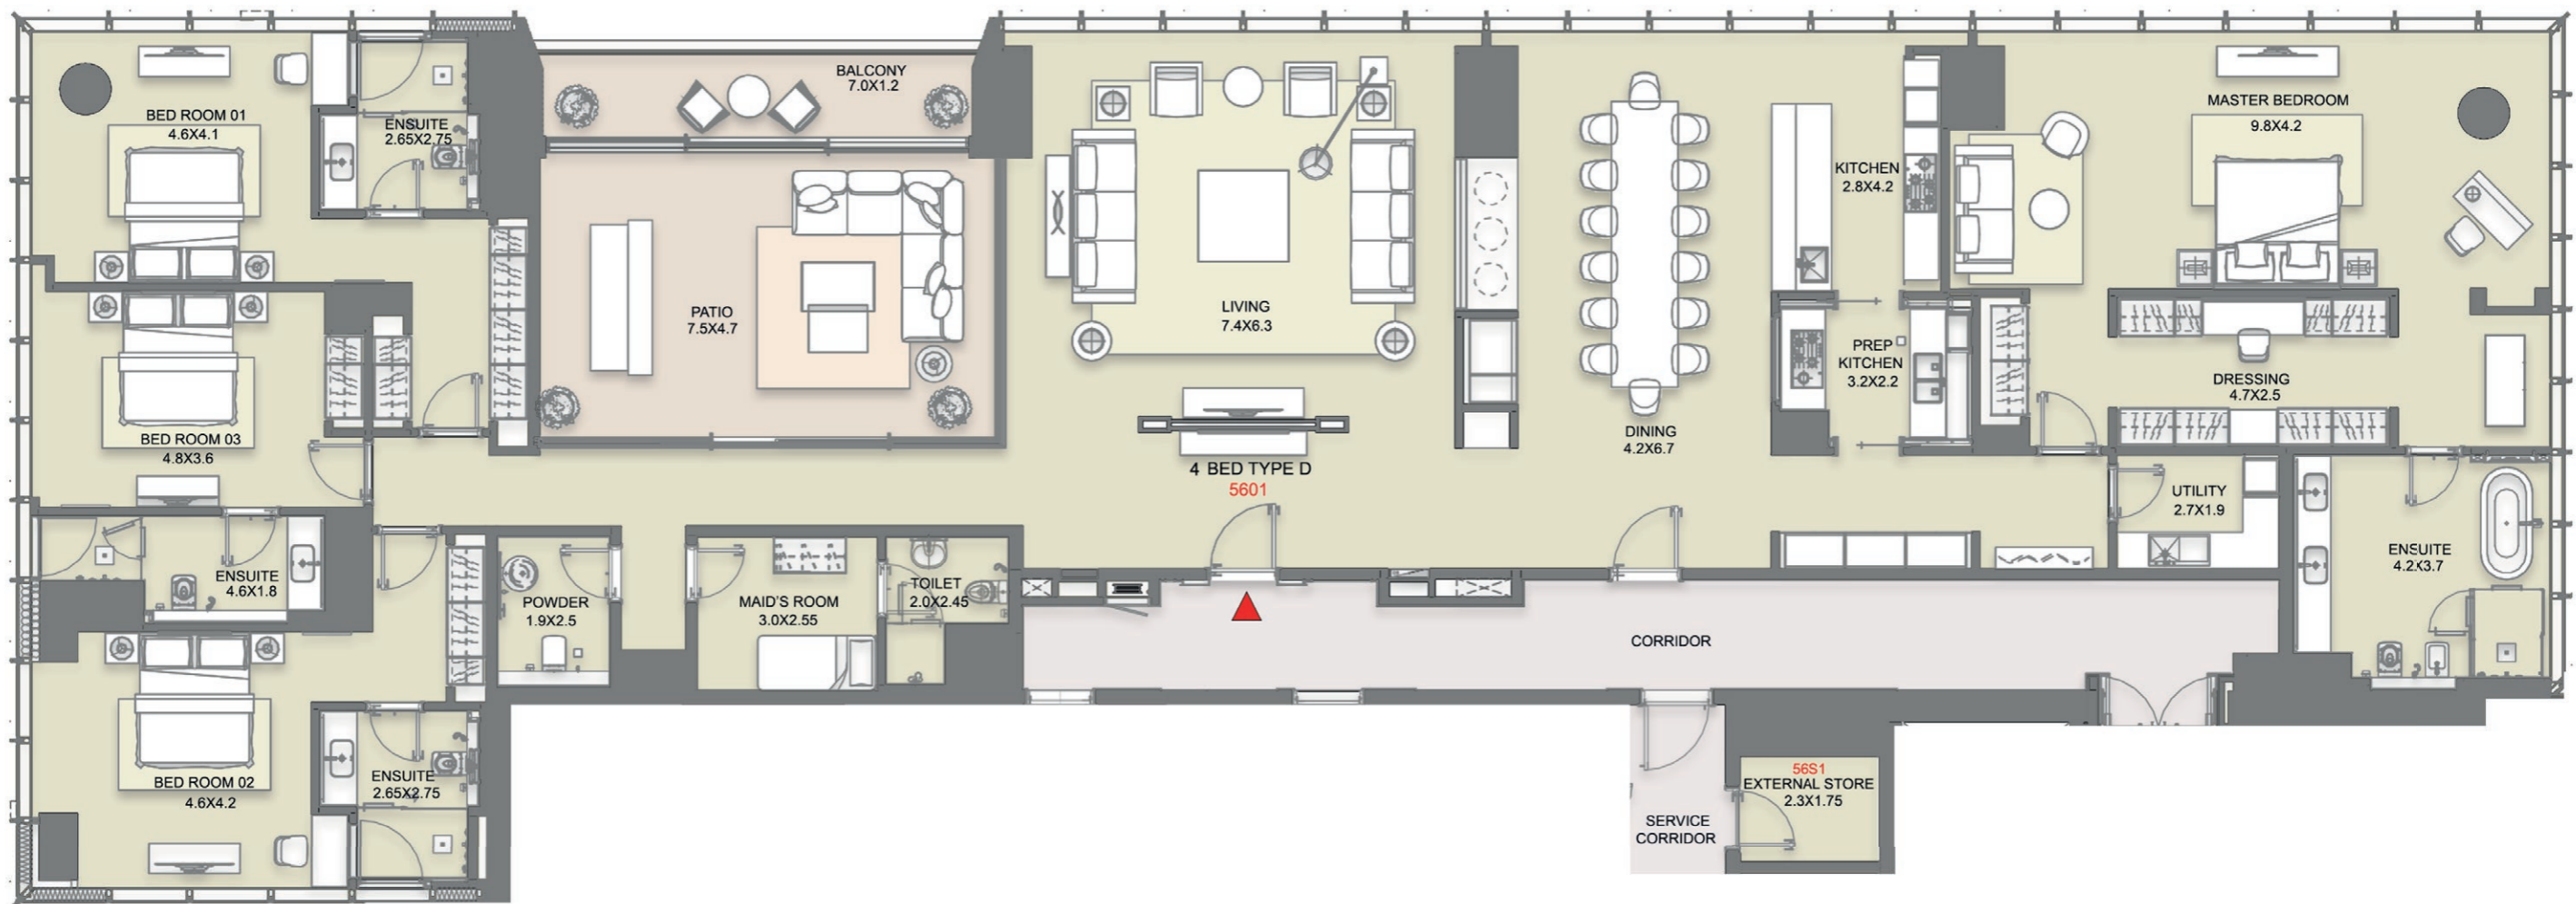 BED ROOM 01
4.6X4.1
ENSUITE
2.65X2.75
BALCONY
7.0X1.2
PATIO
7.5X4.7
LIVING
7.4X6.3
4 BED TYPE D
5601
DINING
4.2X6.7
KITCHEN
2.8X4.2
PREP
KITCHEN
3.2X2.2
MASTER BEDROOM
9.8X4.2
DRESSING
4.7X2.5
UTILITY
2.7X1.9
ENSUITE
4.2X3.7
BED ROOM 03
4.8X3.6
ENSUITE
4.6X1.8
POWDER
1.9X2.5
MAID'S ROOM
3.0X2.55
TOILET
2.0X2.45
CORRIDOR
BED ROOM 02
4.6X4.2
ENSUITE
2.65X2.75
SERVICE
CORRIDOR
56S1
EXTERNAL STORE
2.3X1.75